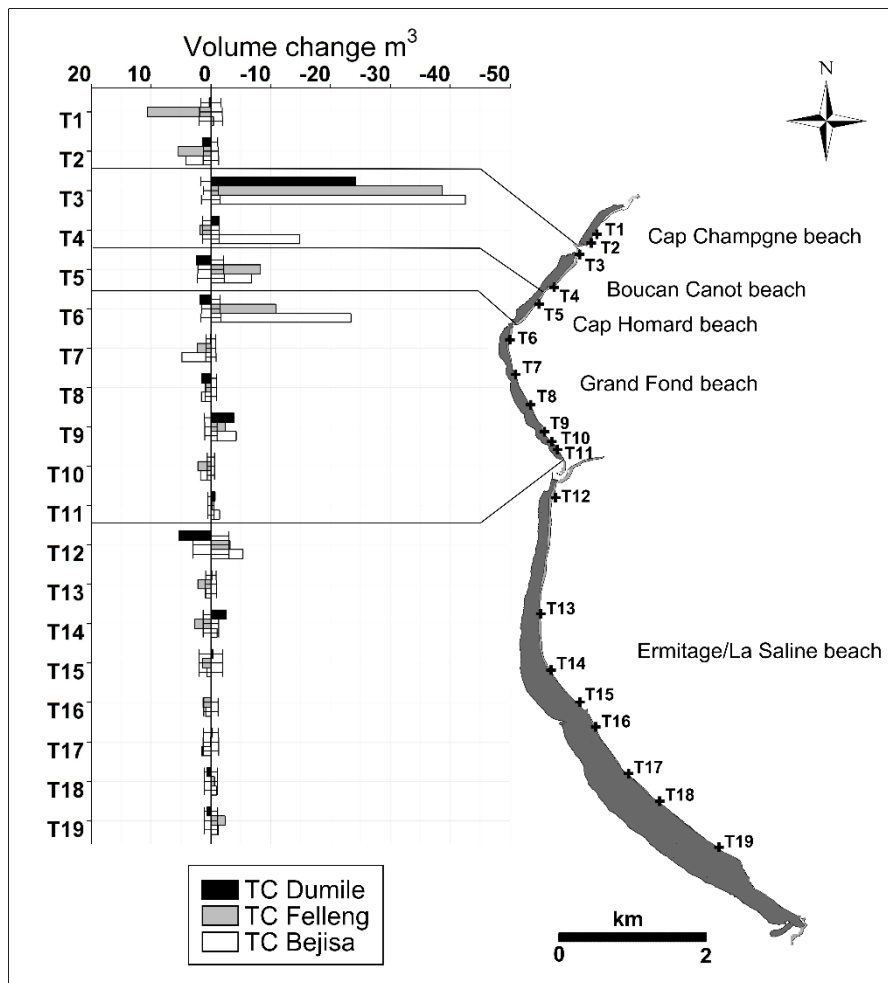 Volume change m³
20 10 0 -10 -20 -30 -40 -50
T1
T2
T3
T4
T5
T6
T7
T8
T9
T10
T11
T12
T13
T14
T15
T16
T17
T18
T19
TC Dumile
TC Felleng
TC Bejisa
N
T1
T2
T3
Cap Champgne beach
T4
Boucan Canot beach
T5
Cap Homard beach
T6
T7
Grand Fond beach
T8
T9
T10
T11
T12
T13
Ermitage/La Saline beach
T14
T15
T16
T17
T18
T19
km
0 2